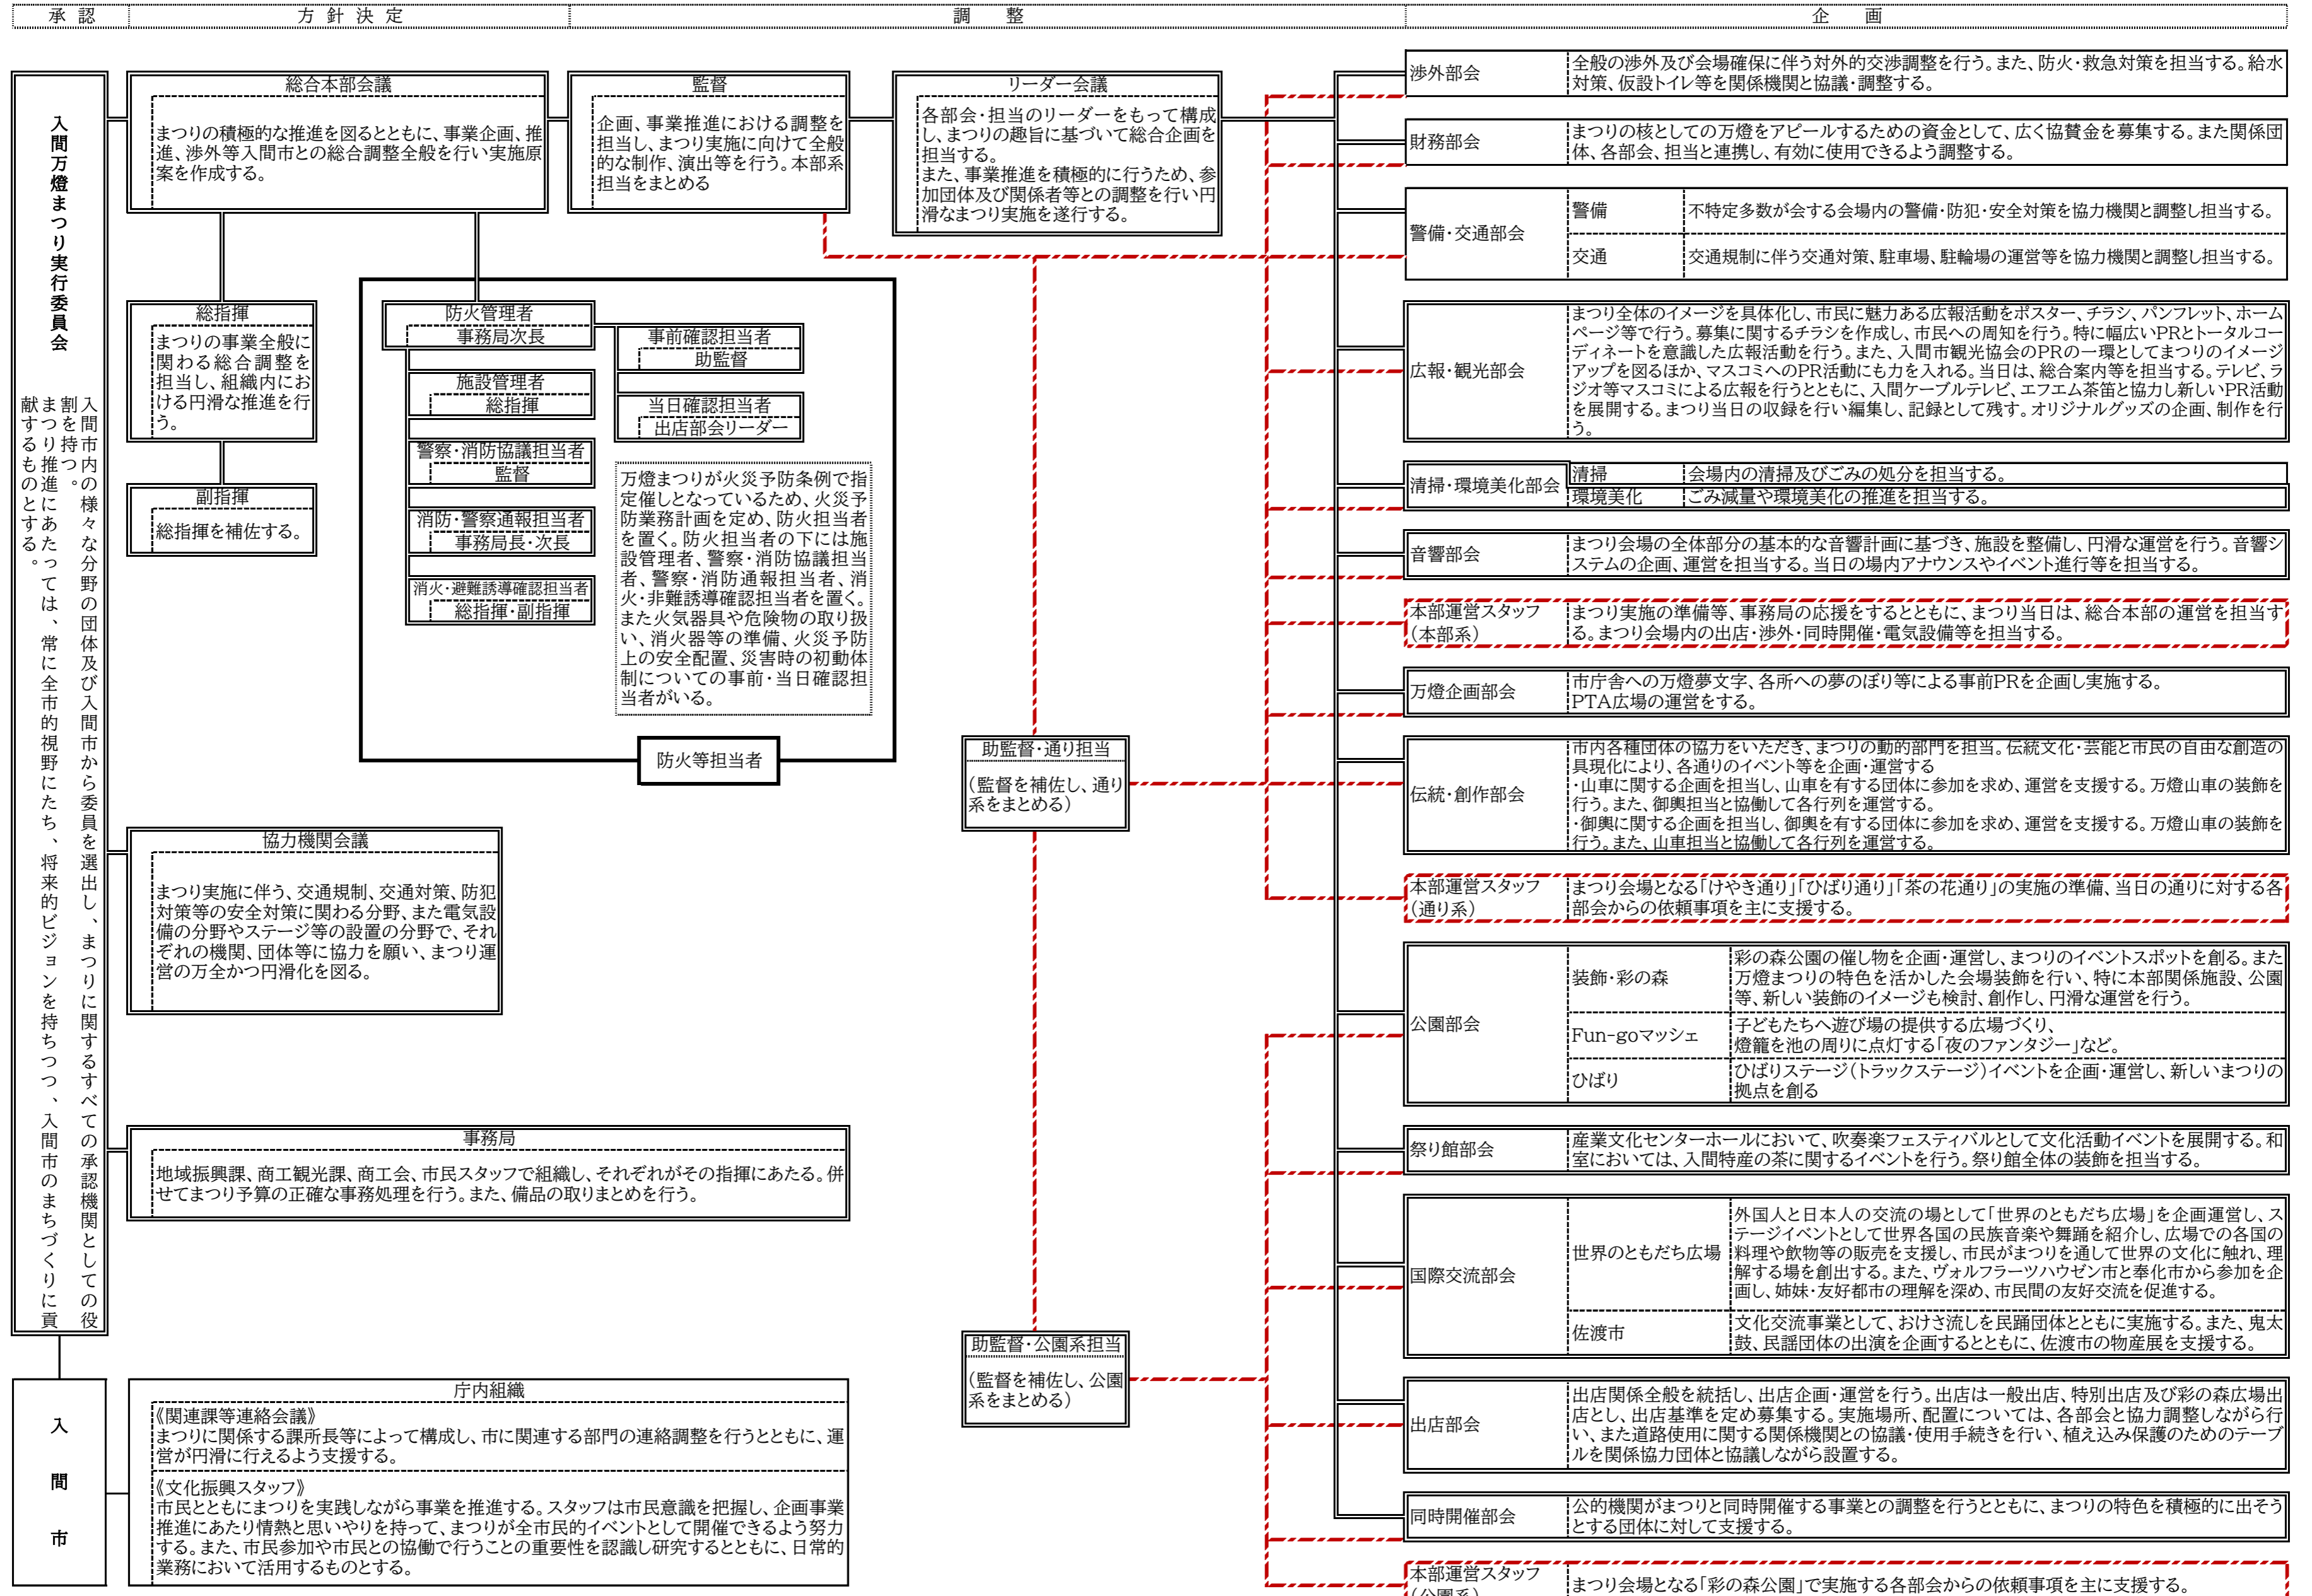 承認
方針決定
調整
企画
入間万燈まつり実行委員会
入間市内の様々な分野の団体及び入間市から委員を選出し、まつりに関するすべての承認機関としての役
割を持つ。
まつり推進にあたっては、常に全市的視野にたち、将来的ビジョンを持ちつつ、入間市のまちづくりに貢
献するものとする。
総合本部会議
まつりの積極的な推進を図るとともに、事業企画、推
進、渉外等入間市との総合調整全般を行い実施原
案を作成する。
監督
企画、事業推進における調整を
担当し、まつり実施に向けて全般
的な制作、演出等を行う。本部系
担当をまとめる
リーダー会議
各部会・担当のリーダーをもって構成
し、まつりの趣旨に基づいて総合企画を
担当する。
また、事業推進を積極的に行うため、参
加団体及び関係者等との調整を行い円
滑なまつり実施を遂行する。
総指揮
まつりの事業全般に
関わる総合調整を
担当し、組織内にお
ける円滑な推進を行
う。
副指揮
総指揮を補佐する。
防火管理者
事務局次長
施設管理者
総指揮
警察・消防協議担当者
監督
消防・警察通報担当者
事務局長・次長
消火・避難誘導確認担当者
総指揮・副指揮
事前確認担当者
助監督
当日確認担当者
出店部会リーダー
万燈まつりが火災予防条例で指
定催しとなっているため、火災予
防業務計画を定め、防火担当者
を置く。防火担当者の下には施
設管理者、警察・消防協議担当
者、警察・消防通報担当者、消
火・非難誘導確認担当者を置く。
また火気器具や危険物の取り扱
い、消火器等の準備、火災予防
上の安全配置、災害時の初動体
制についての事前・当日確認担
当者がいる。
防火等担当者
協力機関会議
まつり実施に伴う、交通規制、交通対策、防犯
対策等の安全対策に関わる分野、また電気設
備の分野やステージ等の設置の分野で、それ
ぞれの機関、団体等に協力を願い、まつり運
営の万全かつ円滑化を図る。
事務局
地域振興課、商工観光課、商工会、市民スタッフで組織し、それぞれがその指揮にあたる。併
せてまつり予算の正確な事務処理を行う。また、備品の取りまとめを行う。
入間市
庁内組織
《関連課等連絡会議》
まつりに関係する課所長等によって構成し、市に関連する部門の連絡調整を行うとともに、運
営が円滑に行えるよう支援する。
《文化振興スタッフ》
市民とともにまつりを実践しながら事業を推進する。スタッフは市民意識を把握し、企画事業
推進にあたり情熱と思いやりを持って、まつりが全市民的イベントとして開催できるよう努力
する。また、市民参加や市民との協働で行うことの重要性を認識し研究するとともに、日常的
業務において活用するものとする。
助監督・通り担当
（監督を補佐し、通り
系をまとめる）
助監督・公園系担当
（監督を補佐し、公園
系をまとめる）
渉外部会
全般の渉外及び会場確保に伴う対外的交渉調整を行う。また、防火・救急対策を担当する。給水
対策、仮設トイレ等を関係機関と協議・調整する。
財務部会
まつりの核としての万燈をアピールするための資金として、広く協賛金を募集する。また関係団
体、各部会、担当と連携し、有効に使用できるよう調整する。
警備・交通部会
警備
不特定多数が会する会場内の警備・防犯・安全対策を協力機関と調整し担当する。
交通
交通規制に伴う交通対策、駐車場、駐輪場の運営等を協力機関と調整し担当する。
広報・観光部会
まつり全体のイメージを具体化し、市民に魅力ある広報活動をポスター、チラシ、パンフレット、ホーム
ページ等で行う。募集に関するチラシを作成し、市民への周知を行う。特に幅広いPRとトータルコー
ディネートを意識した広報活動を行う。また、入間市観光協会のPRの一環としてまつりのイメージ
アップを図るほか、マスコミへのPR活動にも力を入れる。当日は、総合案内等を担当する。テレビ、ラ
ジオ等マスコミによる広報を行うとともに、入間ケーブルテレビ、エフエム茶笛と協力し新しいPR活動
を展開する。まつり当日の収録を行い編集し、記録として残す。オリジナルグッズの企画、制作を行
う。
清掃・環境美化部会
清掃
会場内の清掃及びごみの処分を担当する。
環境美化
ごみ減量や環境美化の推進を担当する。
音響部会
まつり会場の全体部分の基本的な音響計画に基づき、施設を整備し、円滑な運営を行う。音響シ
ステムの企画、運営を担当する。当日の場内アナウンスやイベント進行等を担当する。
本部運営スタッフ
（本部系）
まつり実施の準備等、事務局の応援をするとともに、まつり当日は、総合本部の運営を担当す
る。まつり会場内の出店・渉外・同時開催・電気設備等を担当する。
万燈企画部会
市庁舎への万燈夢文字、各所への夢のぼり等による事前PRを企画し実施する。
PTA広場の運営をする。
伝統・創作部会
市内各種団体の協力をいただき、まつりの動的部門を担当。伝統文化・芸能と市民の自由な創造の
具現化により、各通りのイベント等を企画・運営する
・山車に関する企画を担当し、山車を有する団体に参加を求め、運営を支援する。万燈山車の装飾を
行う。また、御輿担当と協働して各行列を運営する。
・御輿に関する企画を担当し、御輿を有する団体に参加を求め、運営を支援する。万燈山車の装飾を
行う。また、山車担当と協働して各行列を運営する。
本部運営スタッフ
（通り系）
まつり会場となる「けやき通り」「ひばり通り」「茶の花通り」の実施の準備、当日の通りに対する各
部会からの依頼事項を主に支援する。
公園部会
装飾・彩の森
彩の森公園の催し物を企画・運営し、まつりのイベントスポットを創る。また
万燈まつりの特色を活かした会場装飾を行い、特に本部関係施設、公園
等、新しい装飾のイメージも検討、創作し、円滑な運営を行う。
Fun-goマッシェ
子どもたちへ遊び場の提供する広場づくり、
燈籠を池の周りに点灯する「夜のファンタジー」など。
ひばり
ひばりステージ（トラックステージ）イベントを企画・運営し、新しいまつりの
拠点を創る
祭り館部会
産業文化センターホールにおいて、吹奏楽フェスティバルとして文化活動イベントを展開する。和
室においては、入間特産の茶に関するイベントを行う。祭り館全体の装飾を担当する。
国際交流部会
世界のともだち広場
外国人と日本人の交流の場として「世界のともだち広場」を企画運営し、ス
テージイベントとして世界各国の民族音楽や舞踊を紹介し、広場での各国の
料理や飲物等の販売を支援し、市民がまつりを通して世界の文化に触れ、理
解する場を創出する。また、ヴォルフラーツハウゼン市と奉化市から参加を企
画し、姉妹・友好都市の理解を深め、市民間の友好交流を促進する。
佐渡市
文化交流事業として、おけさ流しを民踊団体とともに実施する。また、鬼太
鼓、民謡団体の出演を企画するとともに、佐渡市の物産展を支援する。
出店部会
出店関係全般を統括し、出店企画・運営を行う。出店は一般出店、特別出店及び彩の森広場出
店とし、出店基準を定め募集する。実施場所、配置については、各部会と協力調整しながら行
い、また道路使用に関する関係機関との協議・使用手続きを行い、植え込み保護のためのテーブ
ルを関係協力団体と協議しながら設置する。
同時開催部会
公的機関がまつりと同時開催する事業との調整を行うとともに、まつりの特色を積極的に出そう
とする団体に対して支援する。
本部運営スタッフ
（公園系）
まつり会場となる「彩の森公園」で実施する各部会からの依頼事項を主に支援する。